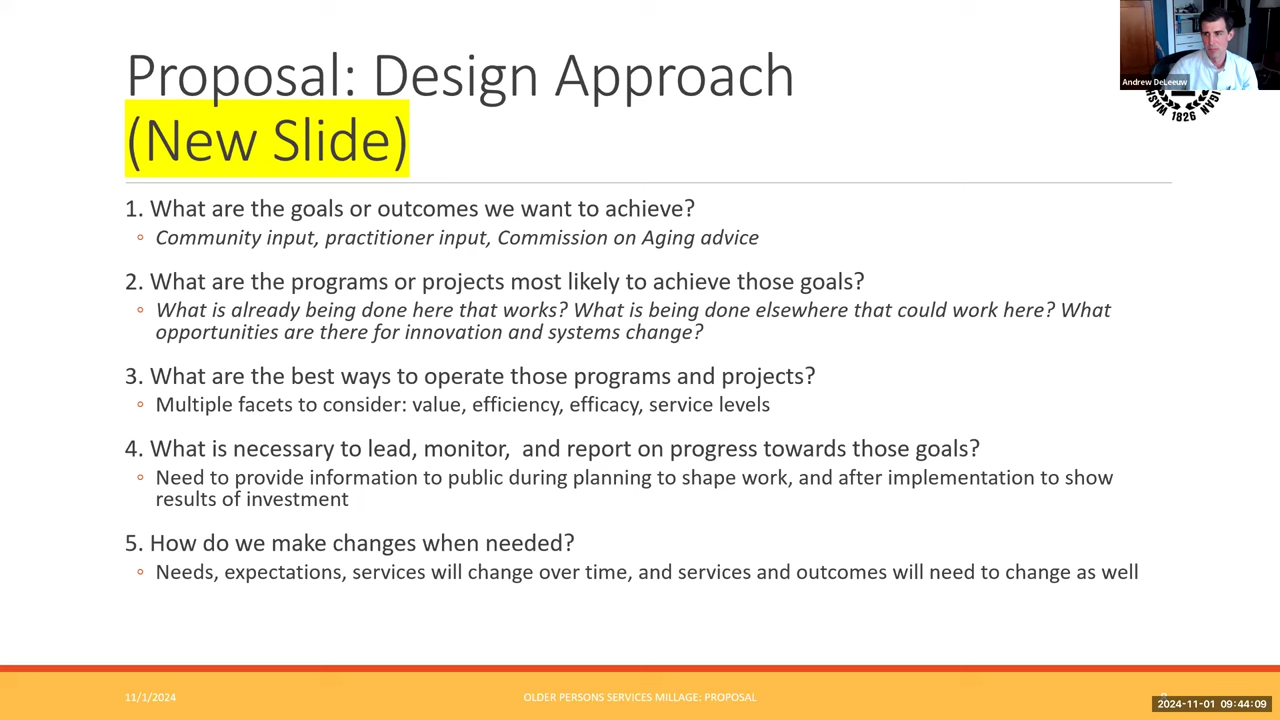 Proposal: Design Approach
(New Slide)
Andrew DeLeeuw
1826
1. What are the goals or outcomes we want to achieve?
Community input, practitioner input, Commission on Aging advice
2. What are the programs or projects most likely to achieve those goals?
What is already being done here that works? What is being done elsewhere that could work here? What
opportunities are there for innovation and systems change?
3. What are the best ways to operate those programs and projects?
Multiple facets to consider: value, efficiency, efficacy, service levels
4. What is necessary to lead, monitor,  and report on progress towards those goals?
Need to provide information to public during planning to shape work, and after implementation to show
results of investment
5. How do we make changes when needed?
Needs, expectations, services will change over time, and services and outcomes will need to change as well
11/1/2024
OLDER PERSONS SERVICES MILLAGE: PROPOSAL
2024-11-01 09:44:09